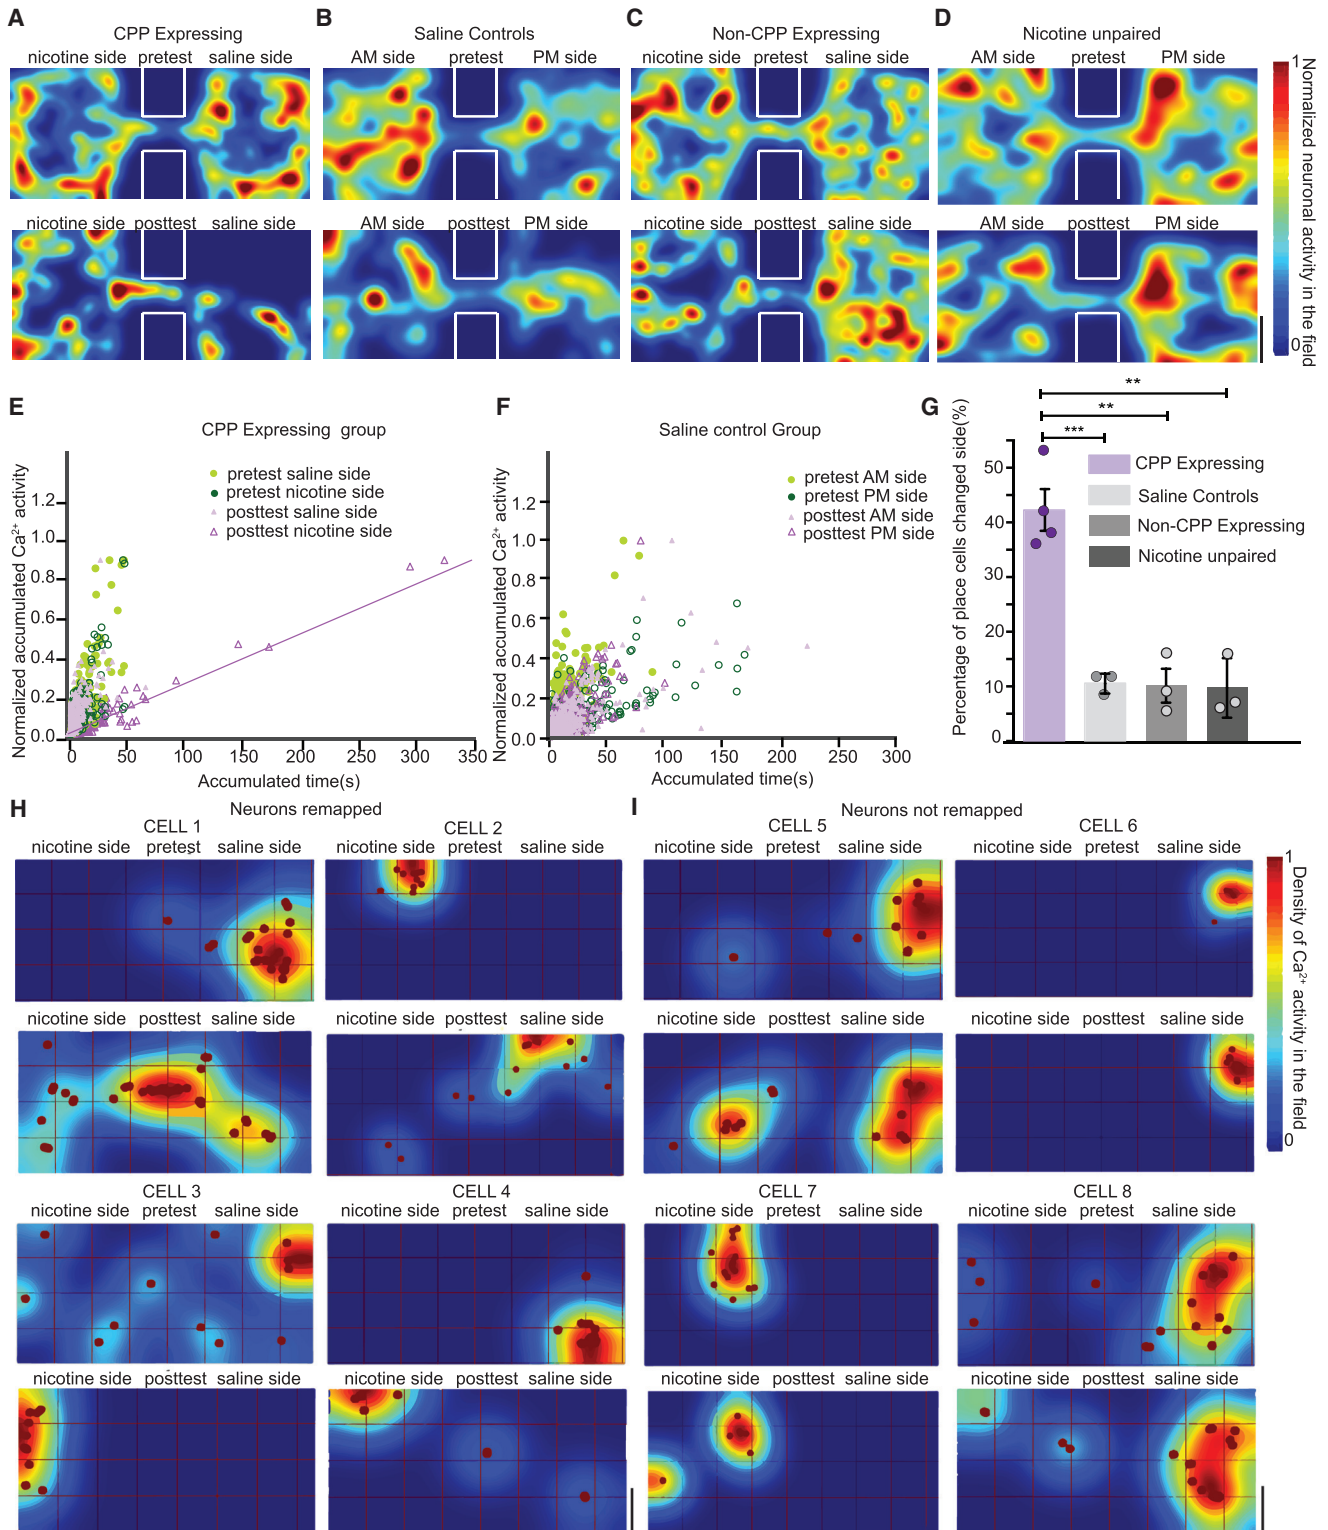 A
CPP Expressing
nicotine side pretest saline side
nicotine side posttest saline side
B
Saline Controls
AM side pretest PM side
AM side posttest PM side
C
Non-CPP Expressing
nicotine side pretest saline side
nicotine side posttest saline side
D
Nicotine unpaired
AM side pretest PM side
AM side posttest PM side
1
0
Normalized neuronal activity in the field
E
CPP Expressing group
pretest saline side
pretest nicotine side
posttest saline side
posttest nicotine side
Normalized accumulated Ca²⁺ activity
1.2
1.0
0.8
0.6
0.4
0.2
0.0
0 50 100 150 200 250 300 350
Accumulated time(s)
F
Saline control Group
pretest AM side
pretest PM side
posttest AM side
posttest PM side
Normalized accumulated Ca²⁺ activity
1.2
1.0
0.8
0.6
0.4
0.2
0.0
0 50 100 150 200 250 300
Accumulated time(s)
G
**
**
***
CPP Expressing
Saline Controls
Non-CPP Expressing
Nicotine unpaired
Percentage of place cells changed side(%)
50
40
30
20
10
0
H
Neurons remapped
CELL 1
nicotine side pretest saline side
nicotine side posttest saline side
CELL 2
nicotine side pretest saline side
nicotine side posttest saline side
CELL 3
nicotine side pretest saline side
nicotine side posttest saline side
CELL 4
nicotine side pretest saline side
nicotine side posttest saline side
I
Neurons not remapped
CELL 5
nicotine side pretest saline side
nicotine side posttest saline side
CELL 6
nicotine side pretest saline side
nicotine side posttest saline side
CELL 7
nicotine side pretest saline side
nicotine side posttest saline side
CELL 8
nicotine side pretest saline side
nicotine side posttest saline side
1
0
Density of Ca²⁺ activity in the field